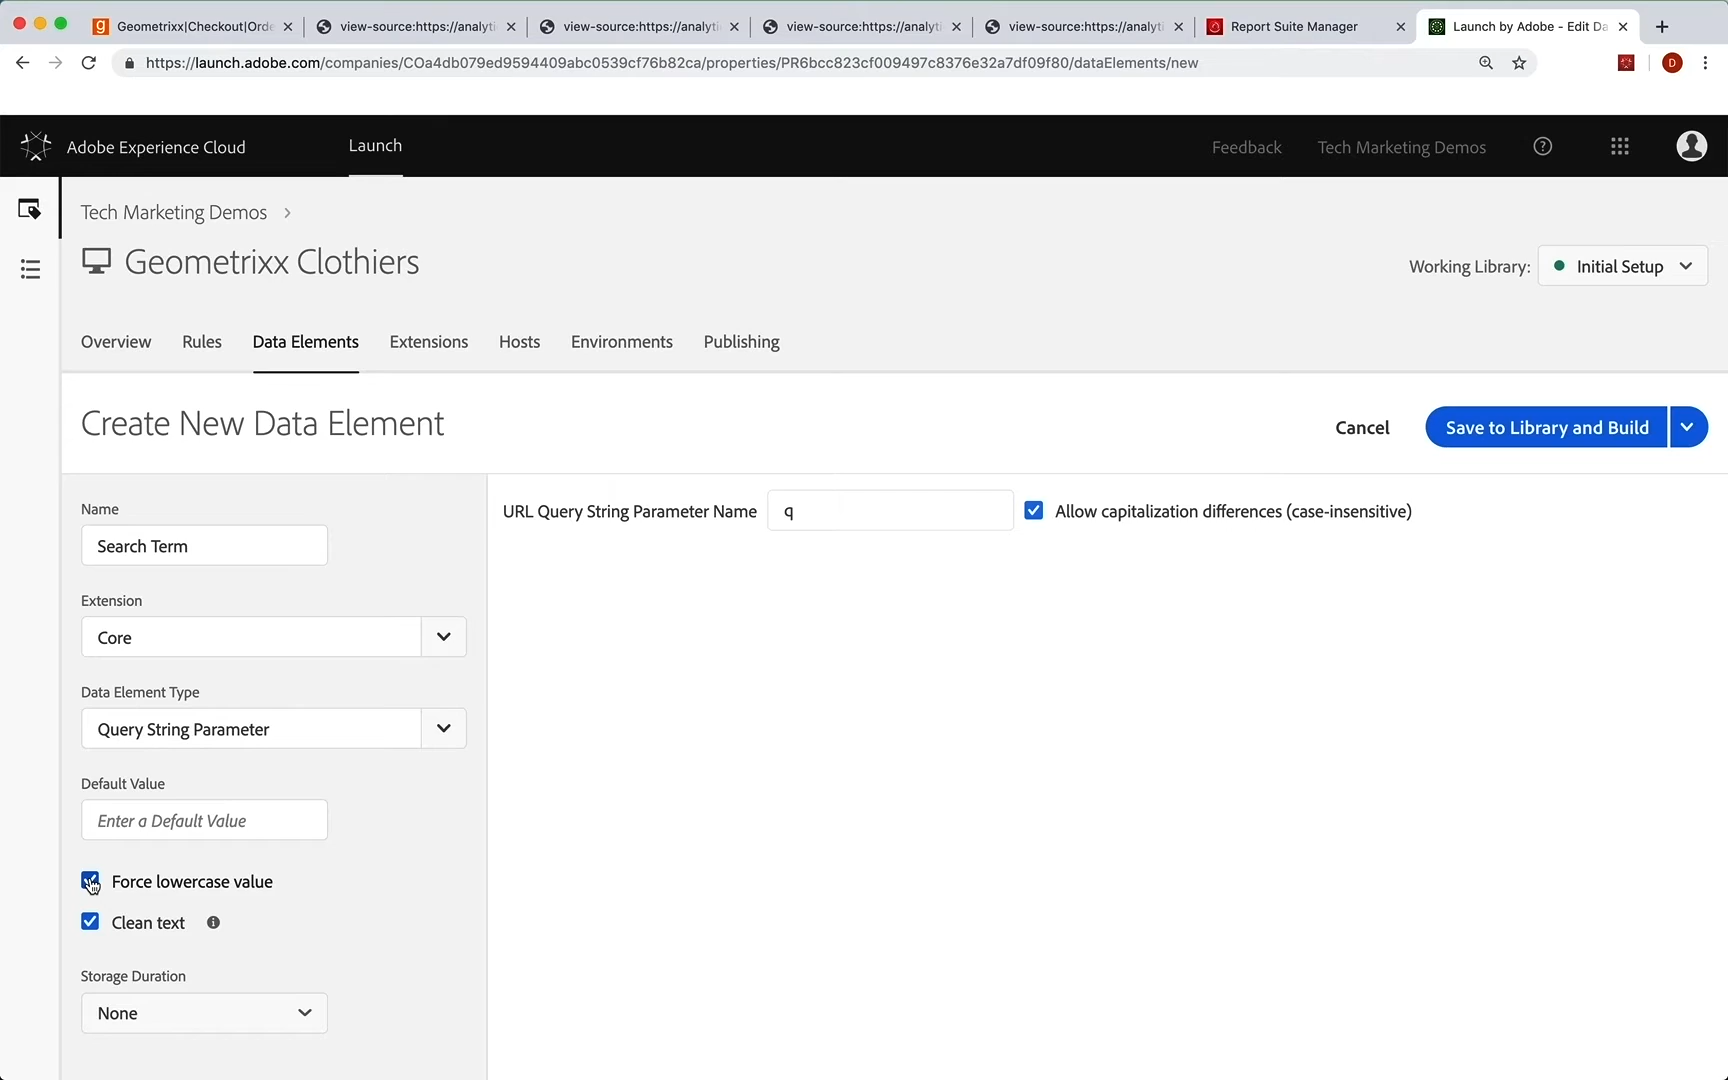 Geometrixx|Checkout|Orde
view-source:https://analyti
view-source:https://analyti
view-source:https://analyti
view-source:https://analyti
Report Suite Manager
Launch by Adobe - Edit Da
https://launch.adobe.com/companies/COa4db079ed9594409abc0539cf76b82ca/properties/PR6bcc823cf009497c8376e32a7df09f80/dataElements/new
D
Adobe Experience Cloud
Launch
Feedback
Tech Marketing Demos
Tech Marketing Demos
Geometrixx Clothiers
Working Library:
Initial Setup
Overview
Rules
Data Elements
Extensions
Hosts
Environments
Publishing
Create New Data Element
Cancel
Save to Library and Build
Name
Search Term
Extension
Core
Data Element Type
Query String Parameter
Default Value
Enter a Default Value
Force lowercase value
Clean text
Storage Duration
None
URL Query String Parameter Name
q
Allow capitalization differences (case-insensitive)